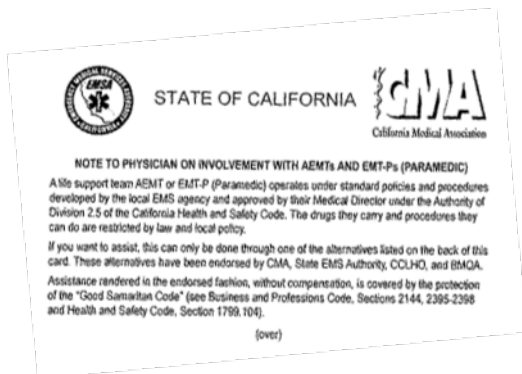 EMERGENCY MEDICAL SERVICES AUTHORITY
EMSA
STATE OF CALIFORNIA
CMA
California Medical Association
NOTE TO PHYSICIAN ON INVOLVEMENT WITH AEMTs AND EMT-Ps (PARAMEDIC)
A life support team AEMT or EMT-P (Paramedic) operates under standard policies and procedures
developed by the local EMS agency and approved by their Medical Director under the Authority of
Division 2.5 of the California Health and Safety Code. The drugs they carry and procedures they
can do are restricted by law and local policy.
If you want to assist, this can only be done through one of the alternatives listed on the back of this
card. These alternatives have been endorsed by CMA, State EMS Authority, CCLHO, and BMQA.
Assistance rendered in the endorsed fashion, without compensation, is covered by the protection
of the "Good Samaritan Code" (see Business and Professions Code, Sections 2144, 2395-2398
and Health and Safety Code, Section 1799.104).
(over)